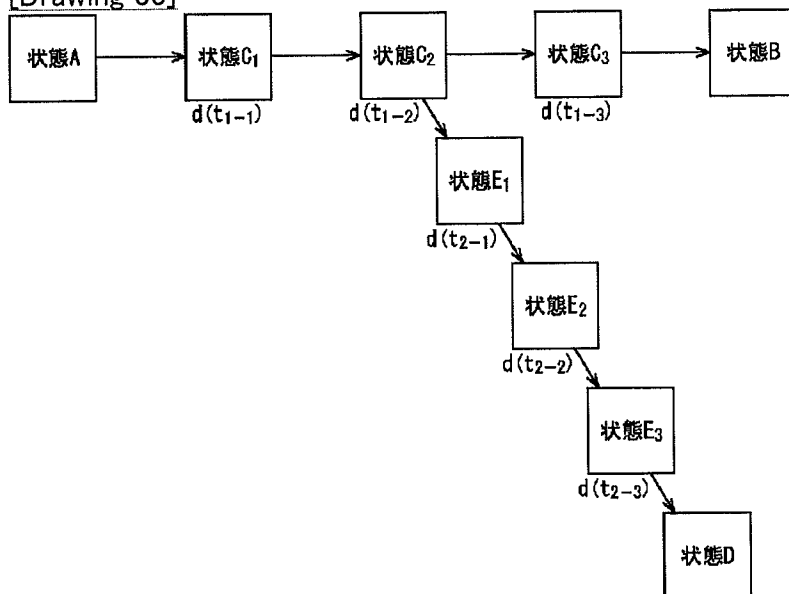 状態A
状態C₁
状態C₂
状態C₃
状態B
d(t₁₋₁)
d(t₁₋₂)
d(t₁₋₃)
状態E₁
d(t₂₋₁)
状態E₂
d(t₂₋₂)
状態E₃
d(t₂₋₃)
状態D